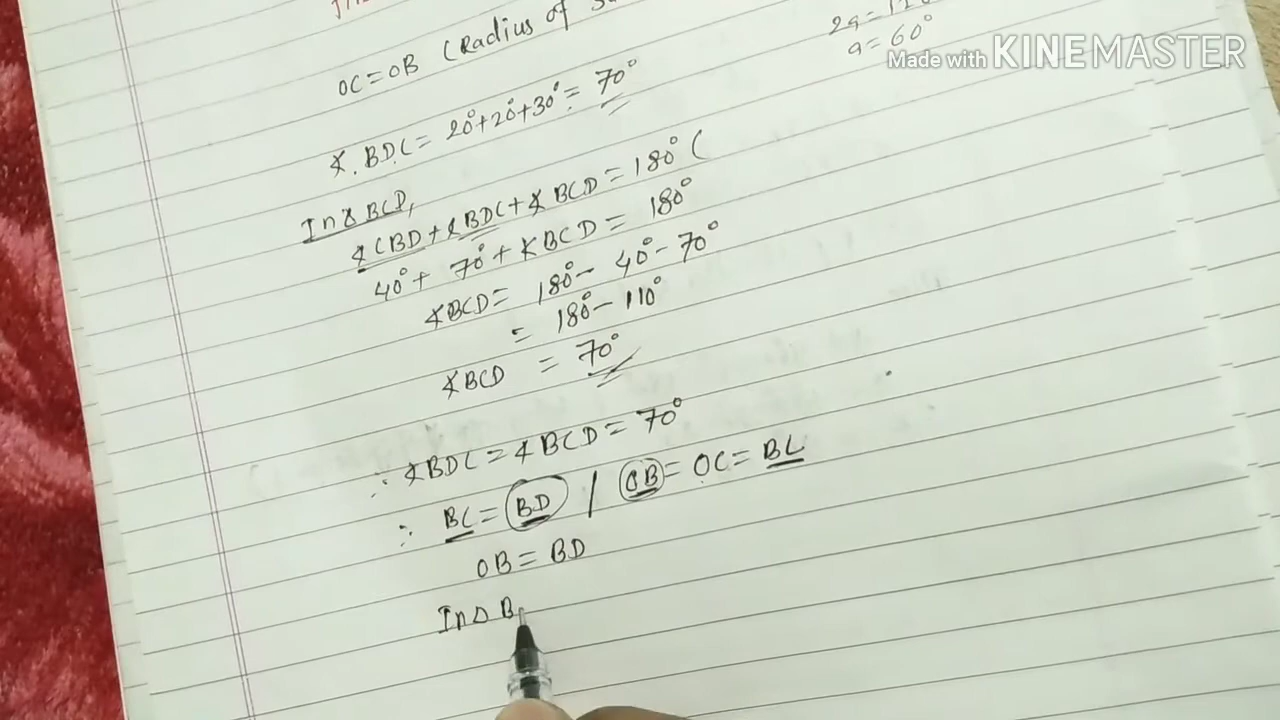 OC = OB (Radius of
2a = 
a = 60°
Made with KINEMASTER
∡.BDC = 20° + 20° + 30° = 70°
In ∆ BCD,
∡CBD + ∡BDC + ∡BCD = 180° (
40° + 70° + ∡BCD = 180°
∡BCD = 180° - 40° - 70°
= 180° - 110°
∡BCD = 70°
∴ ∡BDC = ∡BCD = 70°
∴ BC = BD / OB = OC = BC
OB = BD
In ∆ B